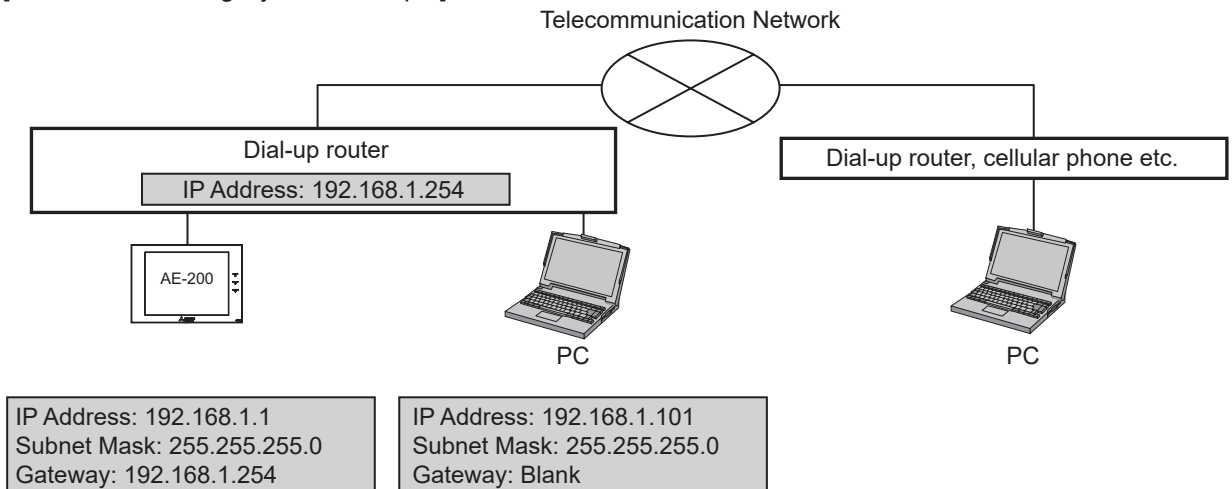 Telecommunication Network
Dial-up router
IP Address: 192.168.1.254
Dial-up router, cellular phone etc.
AE-200
PC
PC
IP Address: 192.168.1.1
Subnet Mask: 255.255.255.0
Gateway: 192.168.1.254
IP Address: 192.168.1.101
Subnet Mask: 255.255.255.0
Gateway: Blank